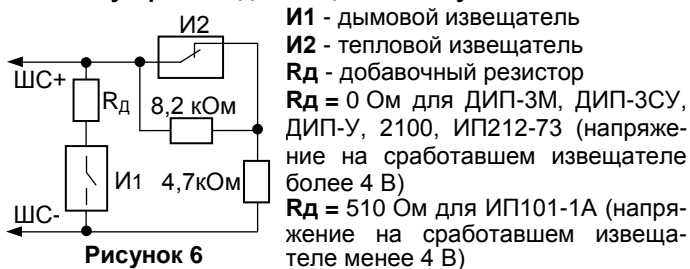 И1 - дымовой извещатель
И2 - тепловой извещатель
Rд - добавочный резистор
Rд = 0 Ом для ДИП-3М, ДИП-3СУ,
ДИП-У, 2100, ИП212-73 (напряже-
ние на сработавшем извещателе
более 4 В)
Rд = 510 Ом для ИП101-1А (напря-
жение на сработавшем извеща-
теле менее 4 В)
И2
ШС+
Rд
8,2 кОм
И1
4,7кОм
ШС-
Рисунок 6